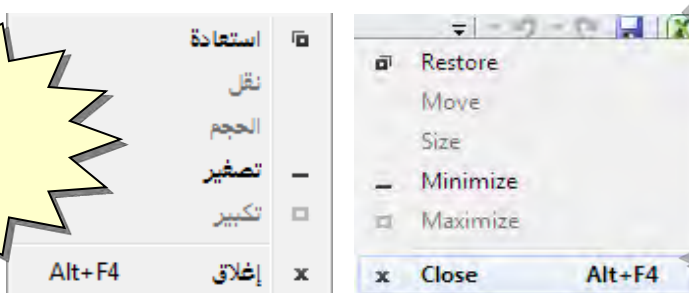 استعادة
نقل
الحجم
تصغير
تكبير
إغلاق Alt+F4
Restore
Move
Size
Minimize
Maximize
Close Alt+F4